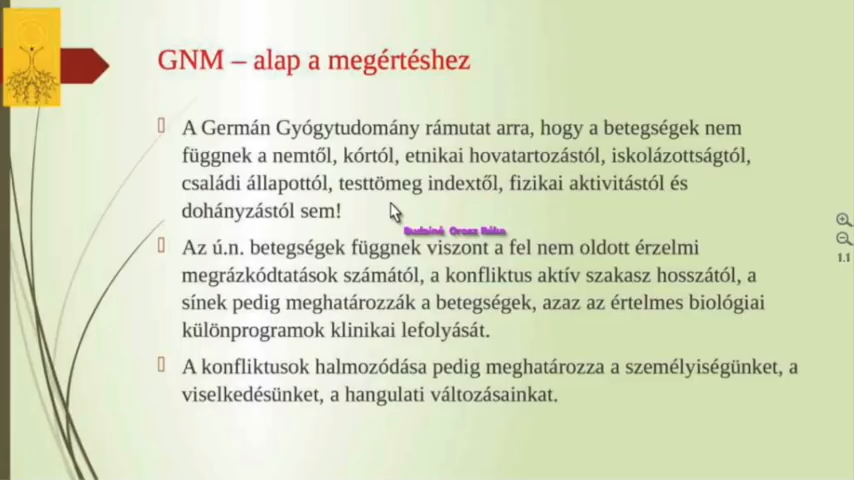 GNM – alap a megértéshez
A Germán Gyógytudomány rámutat arra, hogy a betegségek nem
függnek a nemtől, kórtól, etnikai hovatartozástól, iskolázottságtól,
családi állapottól, testtömeg indextől, fizikai aktivitástól és
dohányzástól sem!
Az ú.n. betegségek függnek viszont a fel nem oldott érzelmi
megrázkódtatások számától, a konfliktus aktív szakasz hosszától, a
sínek pedig meghatározzák a betegségek, azaz az értelmes biológiai
különprogramok klinikai lefolyását.
A konfliktusok halmozódása pedig meghatározza a személyiségünket, a
viselkedésünket, a hangulati változásainkat.
1.1